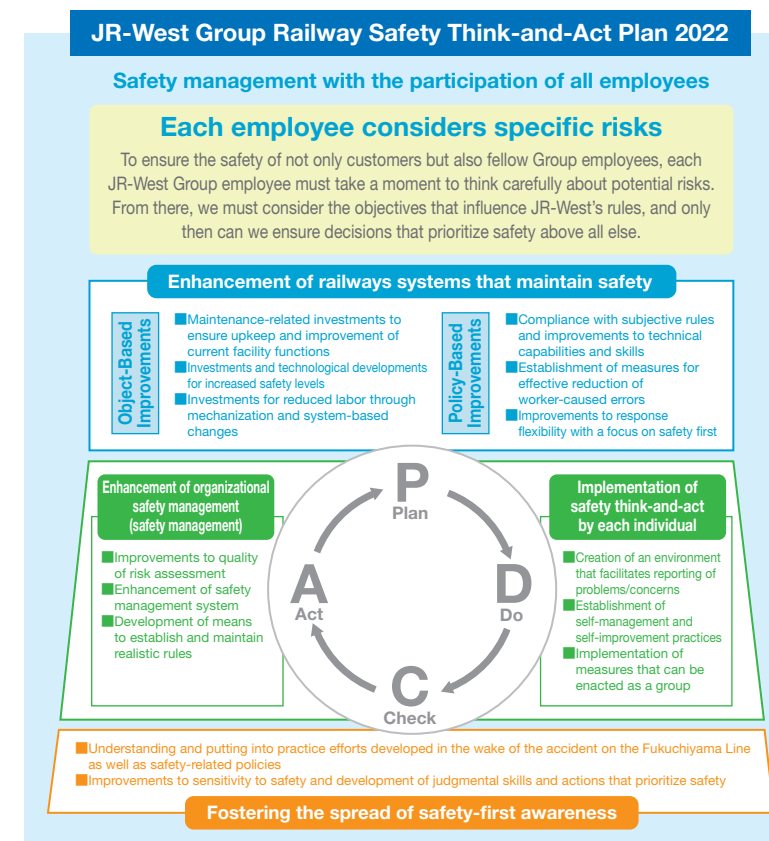 JR-West Group Railway Safety Think-and-Act Plan 2022
Safety management with the participation of all employees
Each employee considers specific risks
To ensure the safety of not only customers but also fellow Group employees, each
JR-West Group employee must take a moment to think carefully about potential risks.
From there, we must consider the objectives that influence JR-West's rules, and only
then can we ensure decisions that prioritize safety above all else.
Enhancement of railways systems that maintain safety
Object-Based
Improvements
■Maintenance-related investments to
ensure upkeep and improvement of
current facility functions
■Investments and technological developments
for increased safety levels
■Investments for reduced labor through
mechanization and system-based
changes
Policy-Based
Improvements
■Compliance with subjective rules
and improvements to technical
capabilities and skills
■Establishment of measures for
effective reduction of
worker-caused errors
■Improvements to response
flexibility with a focus on safety first
Enhancement of organizational
safety management
(safety management)
■Improvements to quality
of risk assessment
■Enhancement of safety
management system
■Development of means
to establish and maintain
realistic rules
P
Plan
D
Do
C
Check
A
Act
Implementation of
safety think-and-act
by each individual
■Creation of an environment
that facilitates reporting of
problems/concerns
■Establishment of
self-management and
self-improvement practices
■Implementation of
measures that can be
enacted as a group
■Understanding and putting into practice efforts developed in the wake of the accident on the Fukuchiyama Line
as well as safety-related policies
■Improvements to sensitivity to safety and development of judgmental skills and actions that prioritize safety
Fostering the spread of safety-first awareness